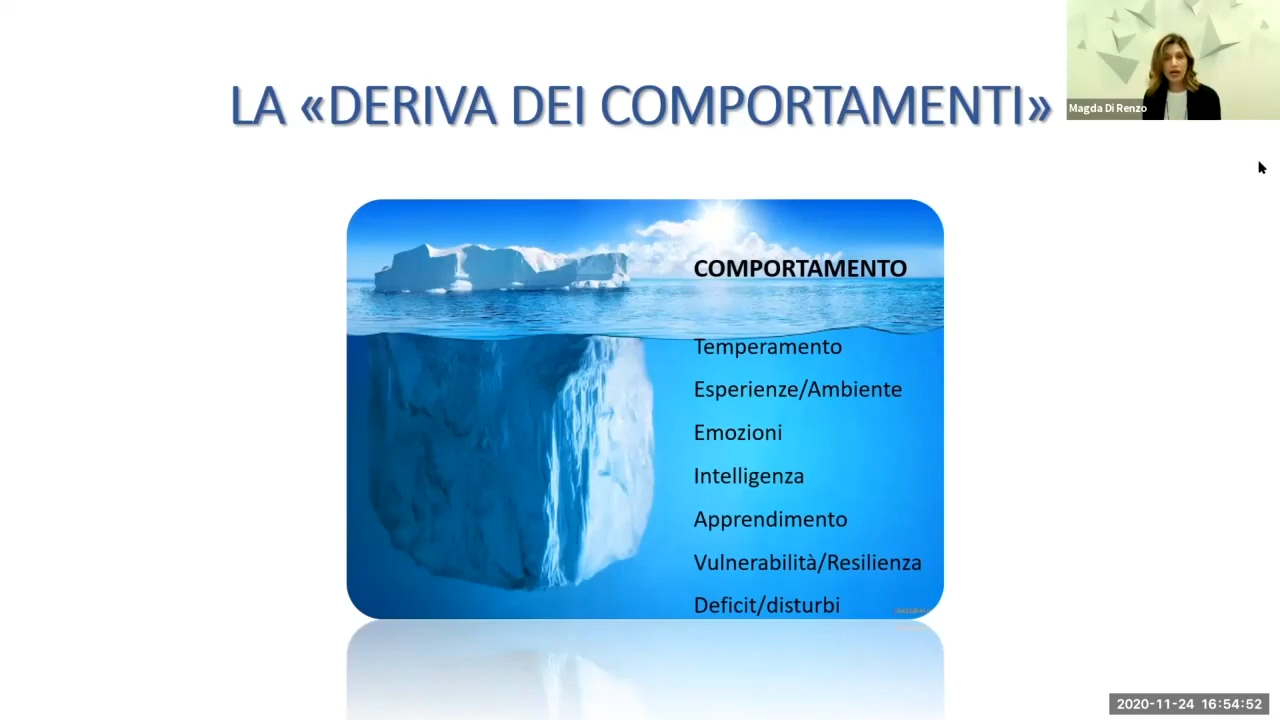 LA «DERIVA DEI COMPORTAMENTI»
Magda Di Renzo
COMPORTAMENTO
Temperamento
Esperienze/Ambiente
Emozioni
Intelligenza
Apprendimento
Vulnerabilità/Resilienza
Deficit/disturbi
2020-11-24 16:54:52